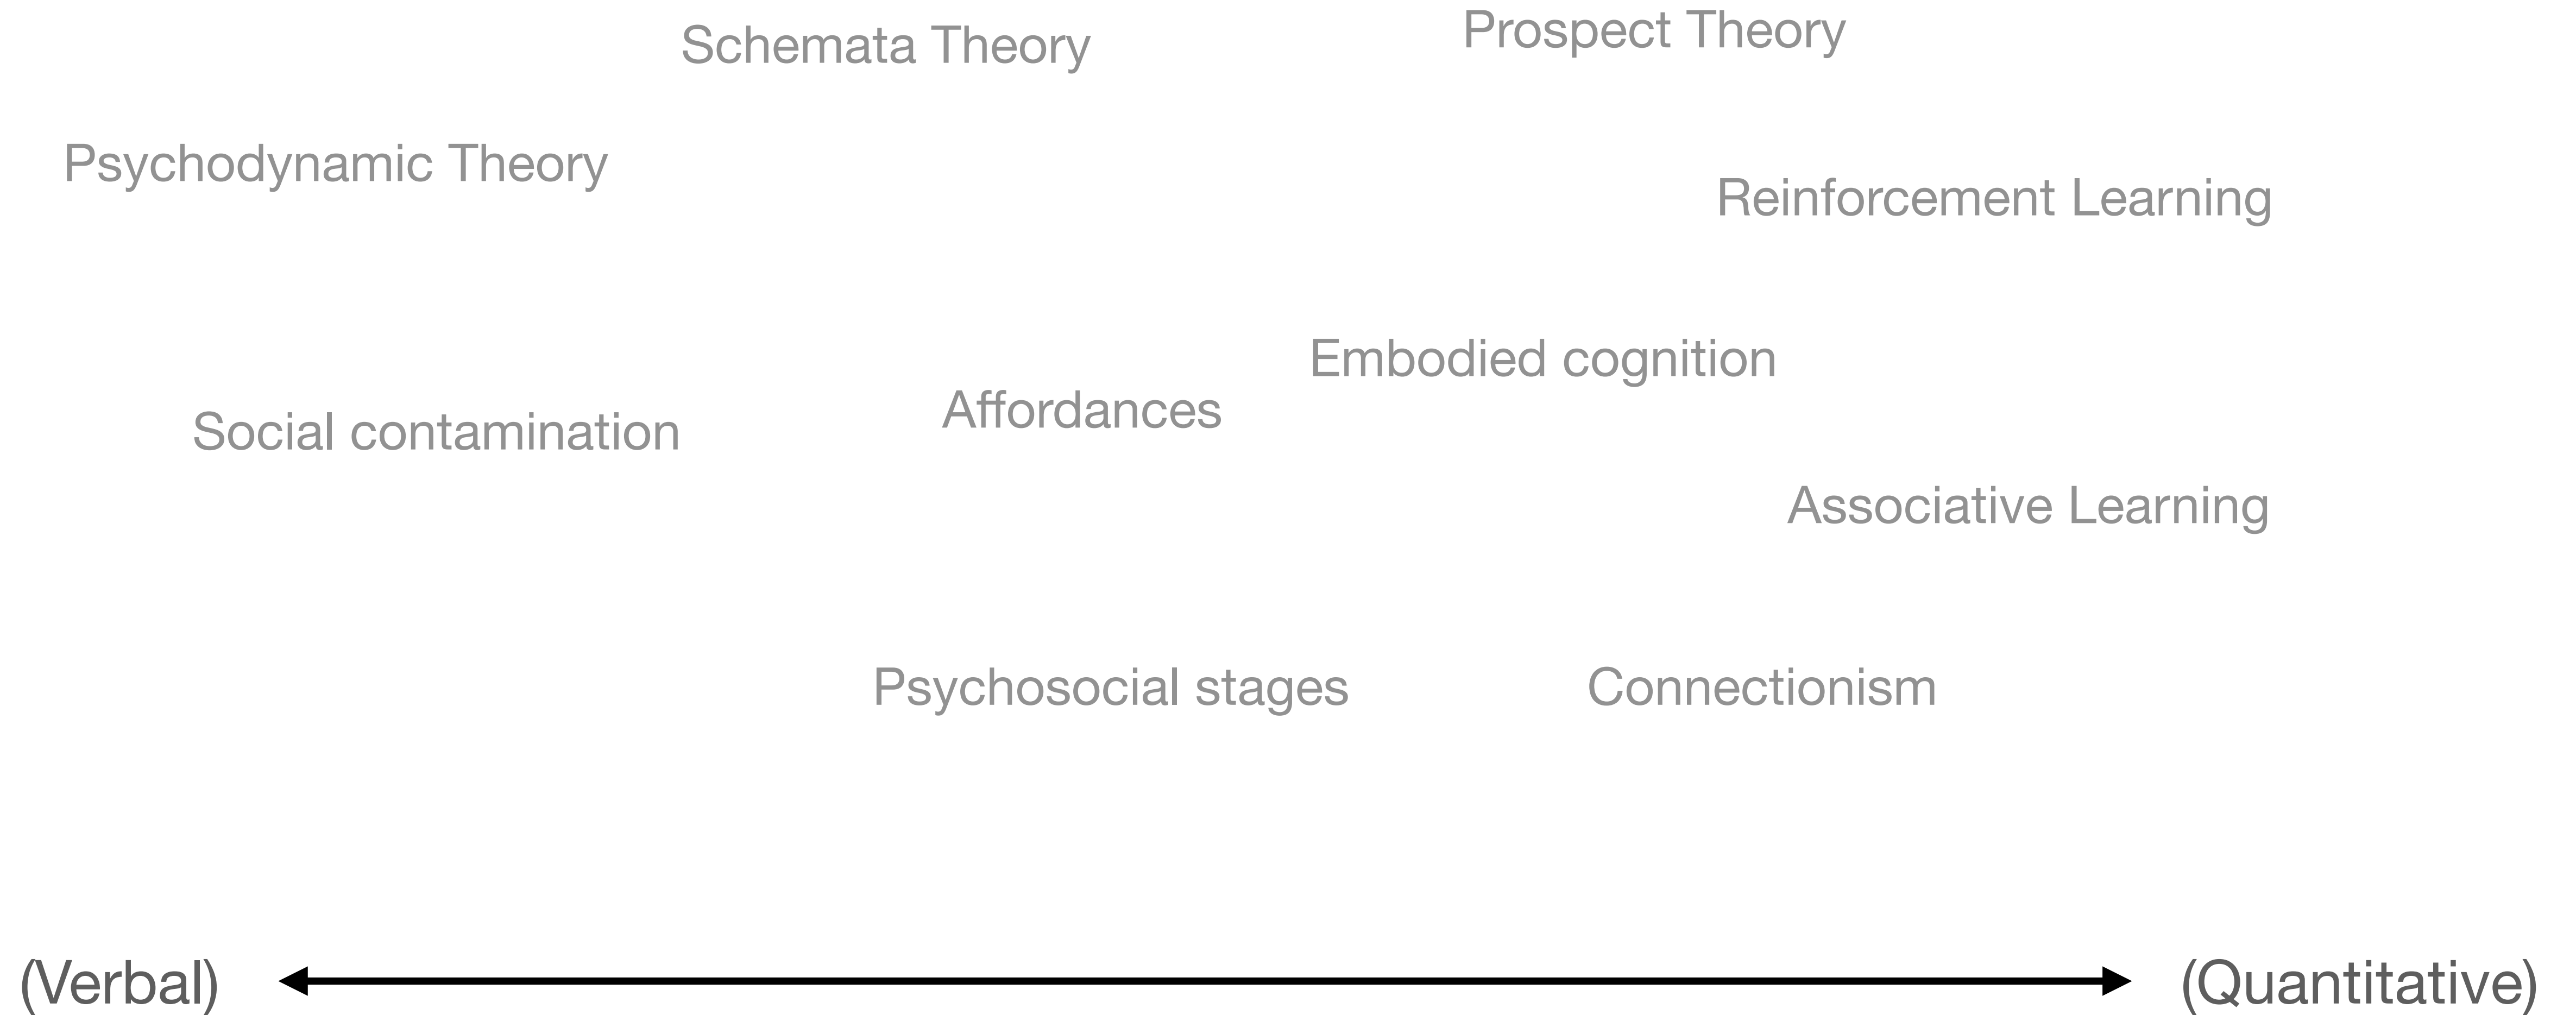 Schemata Theory
Prospect Theory
Psychodynamic Theory
Reinforcement Learning
Embodied cognition
Affordances
Social contamination
Associative Learning
Psychosocial stages
Connectionism
(Verbal)
(Quantitative)